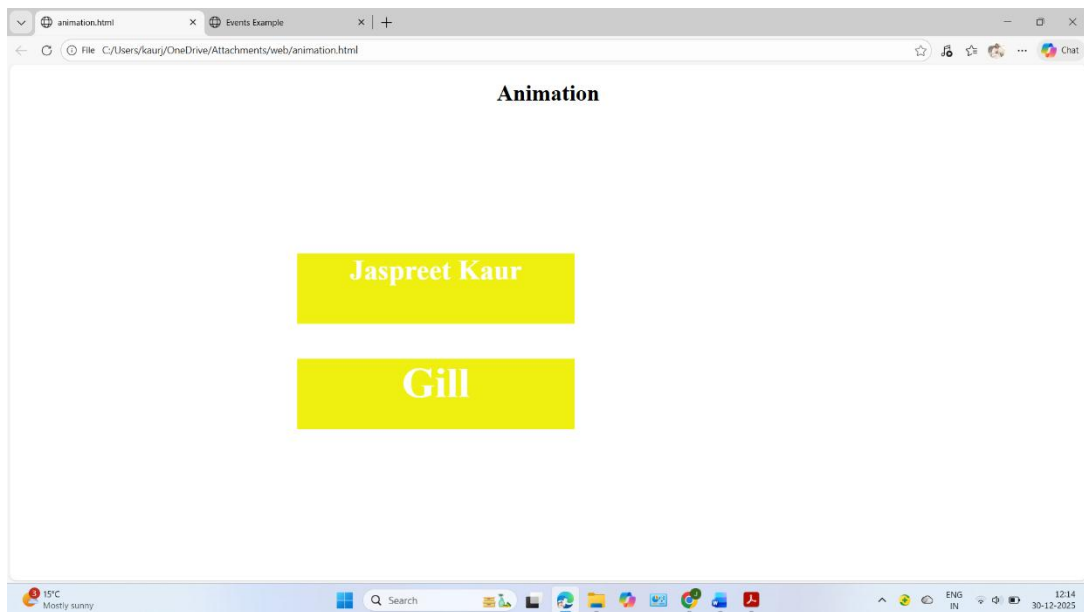 animation.html
Events Example
File C:/Users/kaurj/OneDrive/Attachments/web/animation.html
Chat
Animation
Jaspreet Kaur
Gill
3
15°C
Mostly sunny
Search
ENG
IN
12:14
30-12-2025